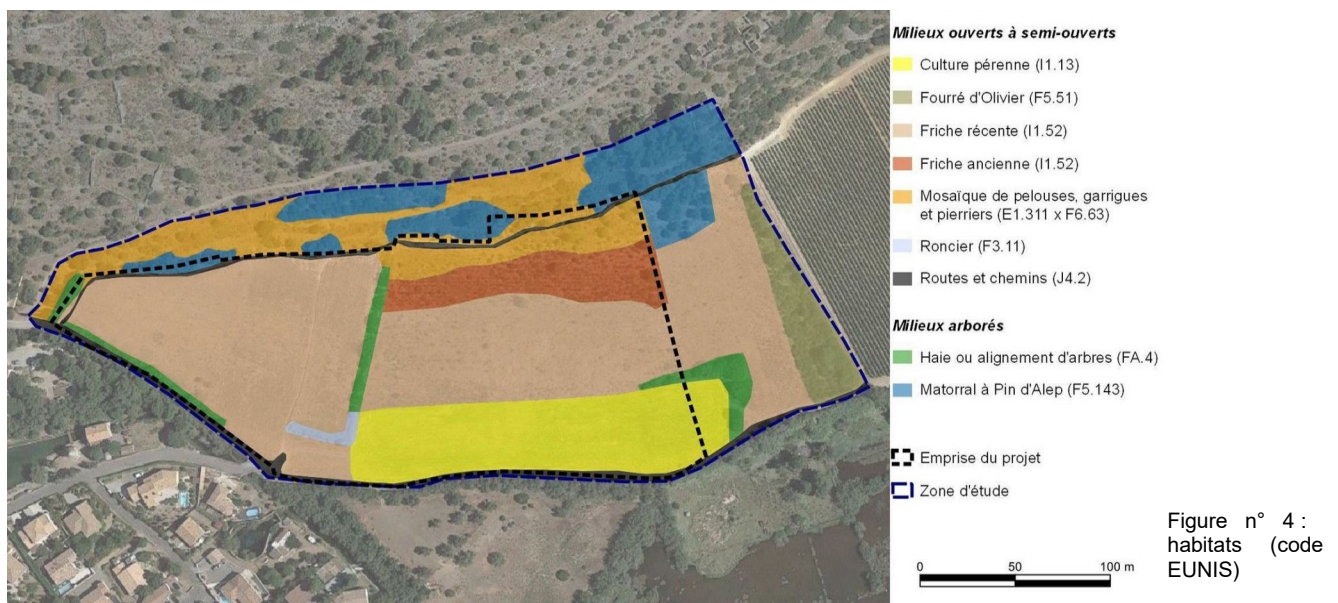 Milieux ouverts à semi-ouverts
Culture pérenne (I1.13)
Fourré d'Olivier (F5.51)
Friche récente (I1.52)
Friche ancienne (I1.52)
Mosaïque de pelouses, garrigues
et pierriers (E1.311 x F6.63)
Roncier (F3.11)
Routes et chemins (J4.2)
Milieux arborés
Haie ou alignement d'arbres (FA.4)
Matorral à Pin d'Alep (F5.143)
Emprise du projet
Zone d'étude
0 50 100 m
Figure n° 4 :
habitats (code
EUNIS)